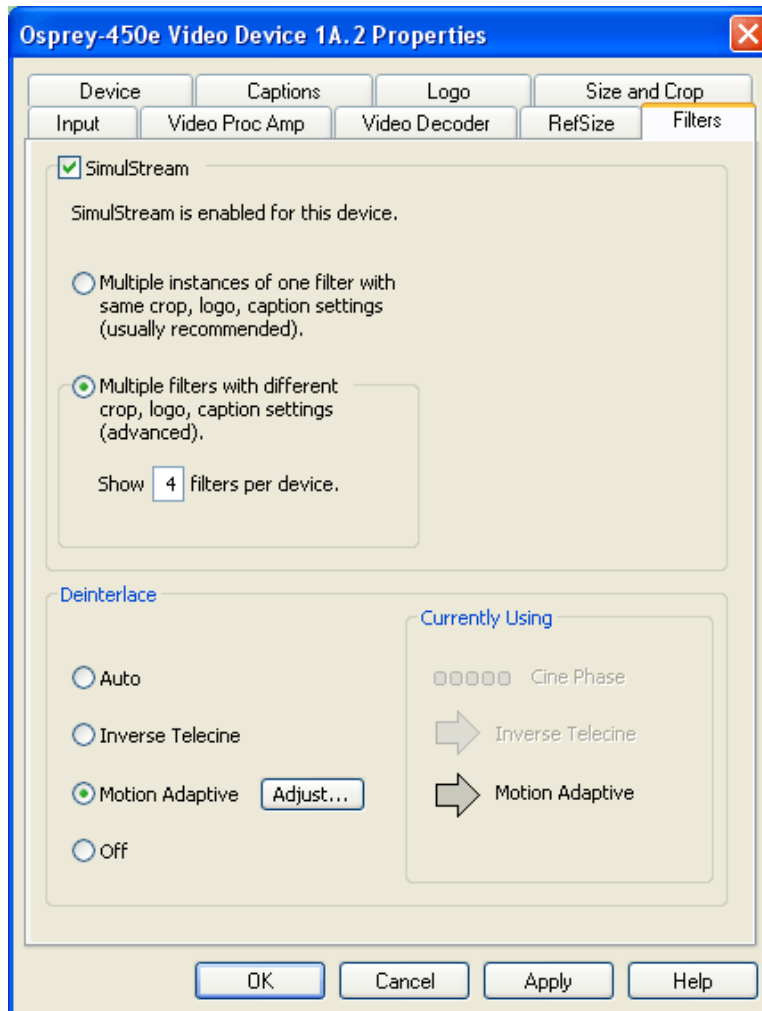 Osprey-450e Video Device 1A.2 Properties
Device
Captions
Logo
Size and Crop
Input
Video Proc Amp
Video Decoder
RefSize
Filters
SimulStream
SimulStream is enabled for this device.
Multiple instances of one filter with
same crop, logo, caption settings
(usually recommended).
Multiple filters with different
crop, logo, caption settings
(advanced).
Show 4 filters per device.
Deinterlace
Currently Using
Auto
Cine Phase
Inverse Telecine
Inverse Telecine
Motion Adaptive
Adjust...
Motion Adaptive
Off
OK
Cancel
Apply
Help